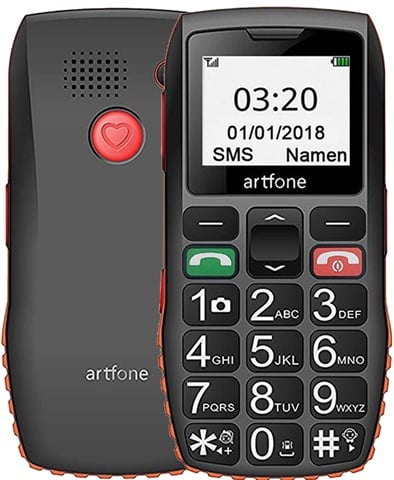 03:20
01/01/2018
SMS Namen
artfone
1 2ABC 3DEF
4GHI 5JKL 6MNO
7PQRS 8TUV 9WXYZ
* 0 #
artfone